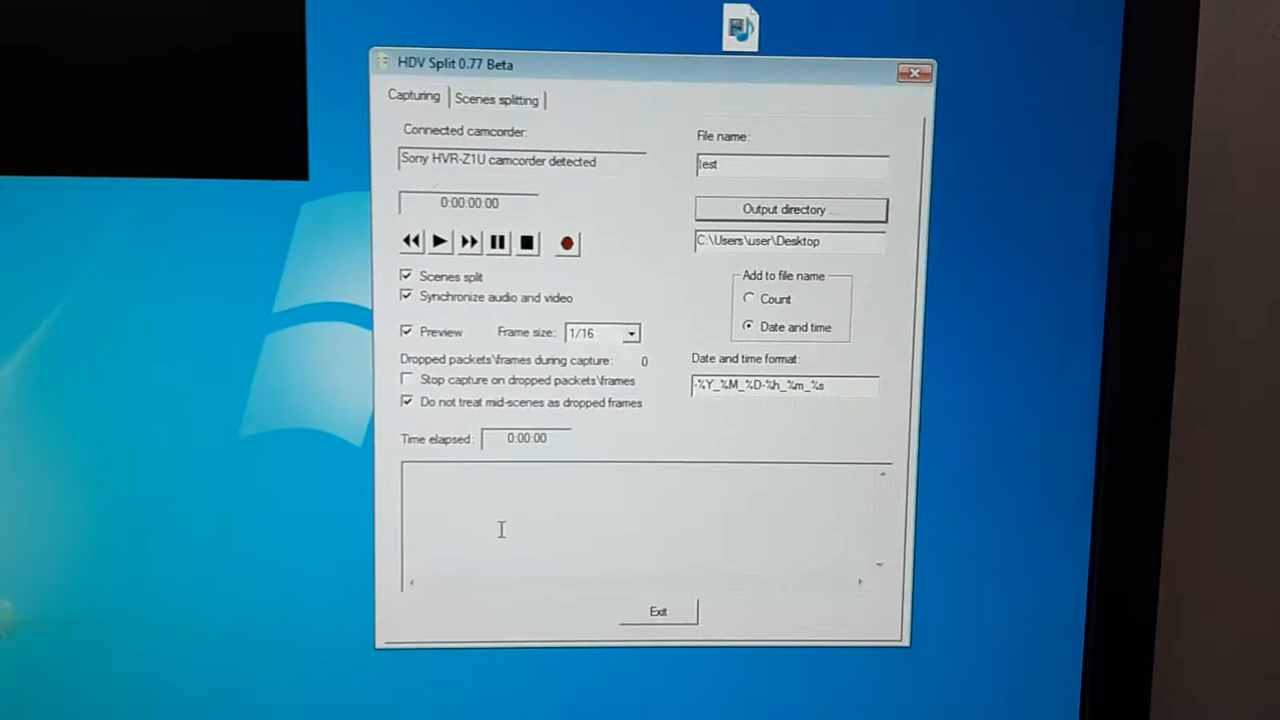 HDV Split 0.77 Beta
Capturing
Scenes splitting
Connected camcorder:
Sony HVR-Z1U camcorder detected
0:00:00:00
Scenes split
Synchronize audio and video
Preview
Frame size:
1/16
Dropped packets\frames during capture:
0
Stop capture on dropped packets\frames
Do not treat mid-scenes as dropped frames
Time elapsed:
0:00:00
File name:
test
Output directory ...
C:\Users\user\Desktop
Add to file name
Count
Date and time
Date and time format:
-%Y_%M_%D-%h_%m_%s
Exit